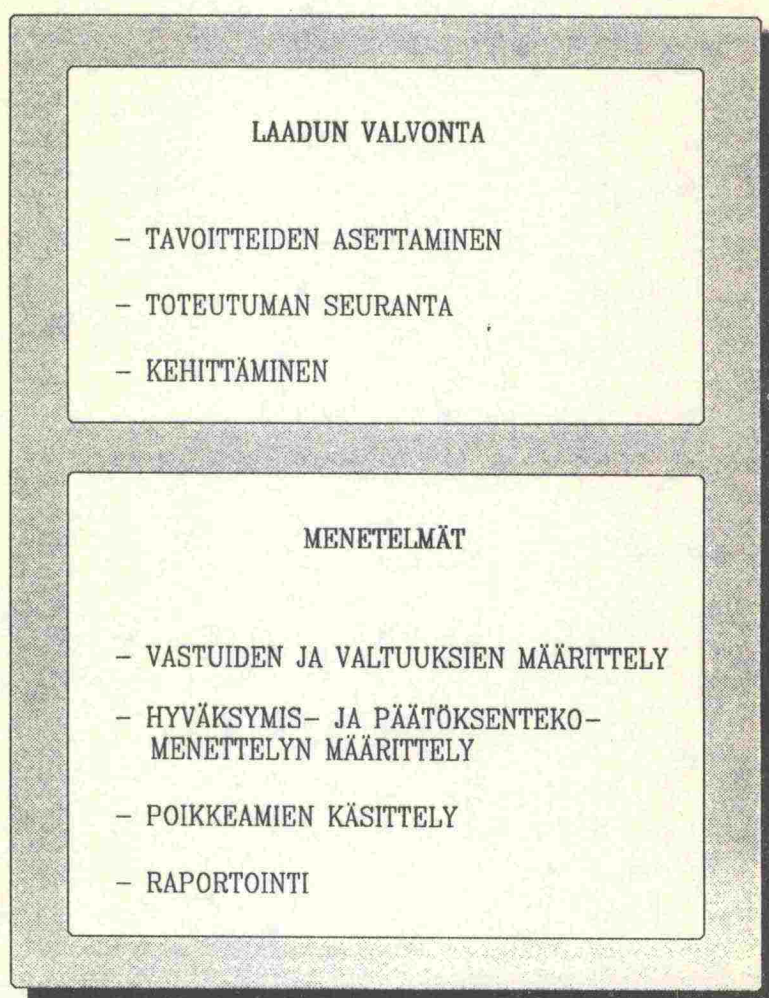 LAADUN VALVONTA
- TAVOITTEIDEN ASETTAMINEN
- TOTEUTUMAN SEURANTA
- KEHITTÄMINEN
MENETELMÄT
- VASTUIDEN JA VALTUUKSIEN MÄÄRITTELY
- HYVÄKSYMIS- JA PÄÄTÖKSENTEKO-
MENETTELYN MÄÄRITTELY
- POIKKEAMIEN KÄSITTELY
- RAPORTOINTI